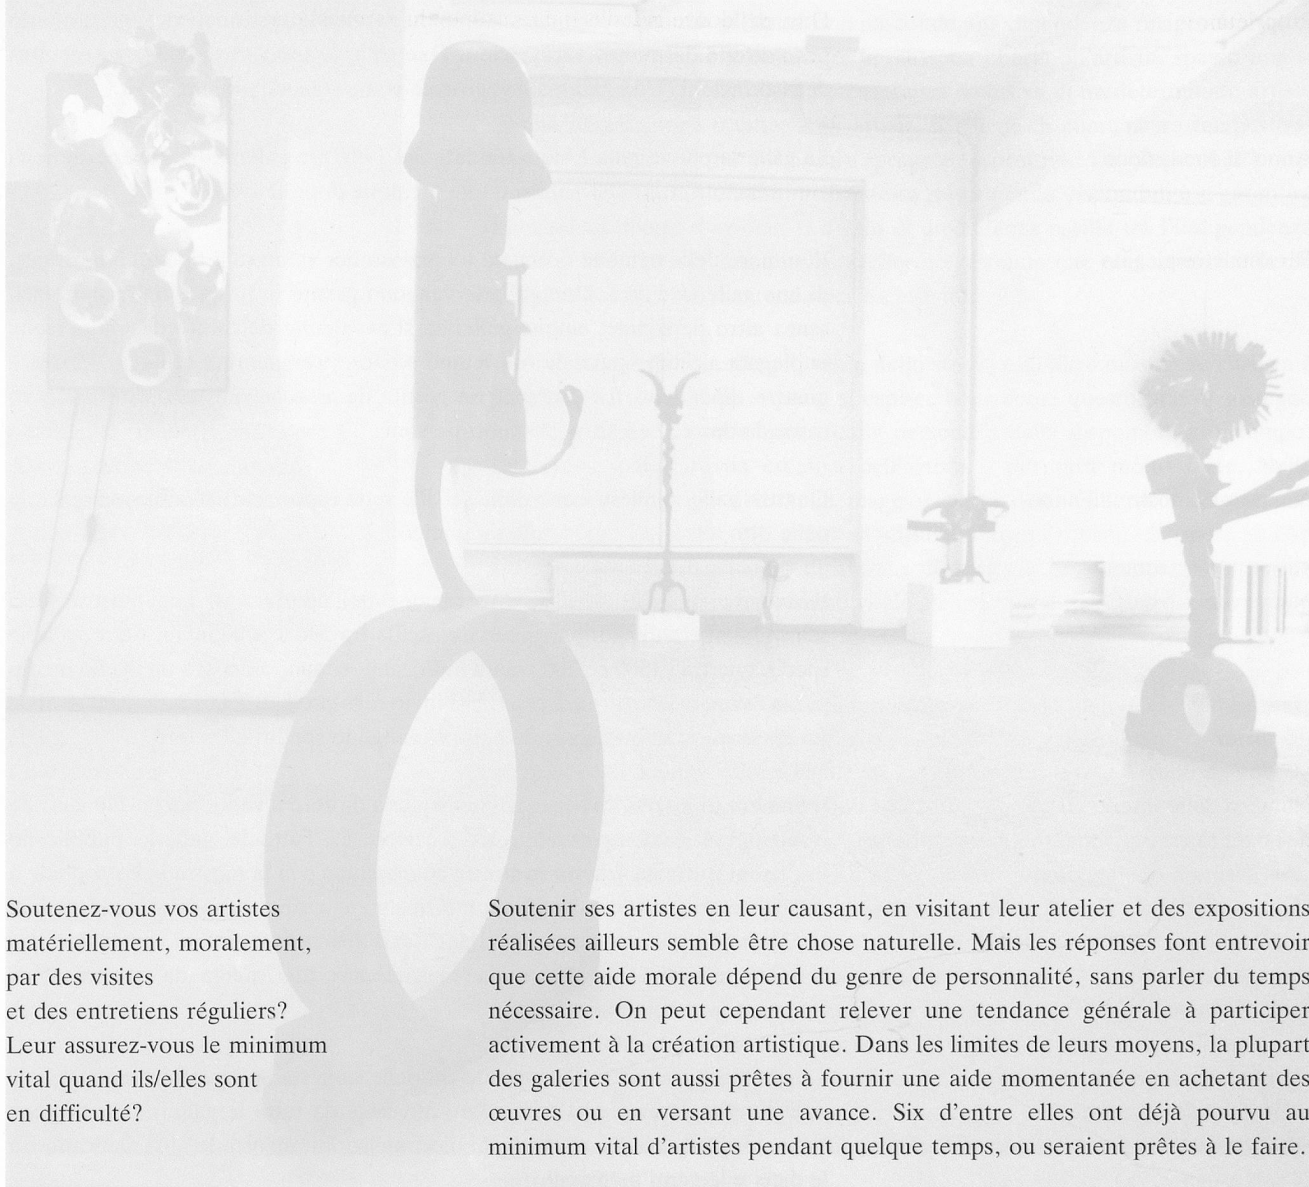 Soutenez-vous vos artistes
matériellement, moralement,
par des visites
et des entretiens réguliers?
Leur assurez-vous le minimum
vital quand ils/elles sont
en difficulté?
Soutenir ses artistes en leur causant, en visitant leur atelier et des expositions
réalisées ailleurs semble être chose naturelle. Mais les réponses font entrevoir
que cette aide morale dépend du genre de personnalité, sans parler du temps
nécessaire. On peut cependant relever une tendance générale à participer
activement à la création artistique. Dans les limites de leurs moyens, la plupart
des galeries sont aussi prêtes à fournir une aide momentanée en achetant des
œuvres ou en versant une avance. Six d’entre elles ont déjà pourvu au
minimum vital d’artistes pendant quelque temps, ou seraient prêtes à le faire.